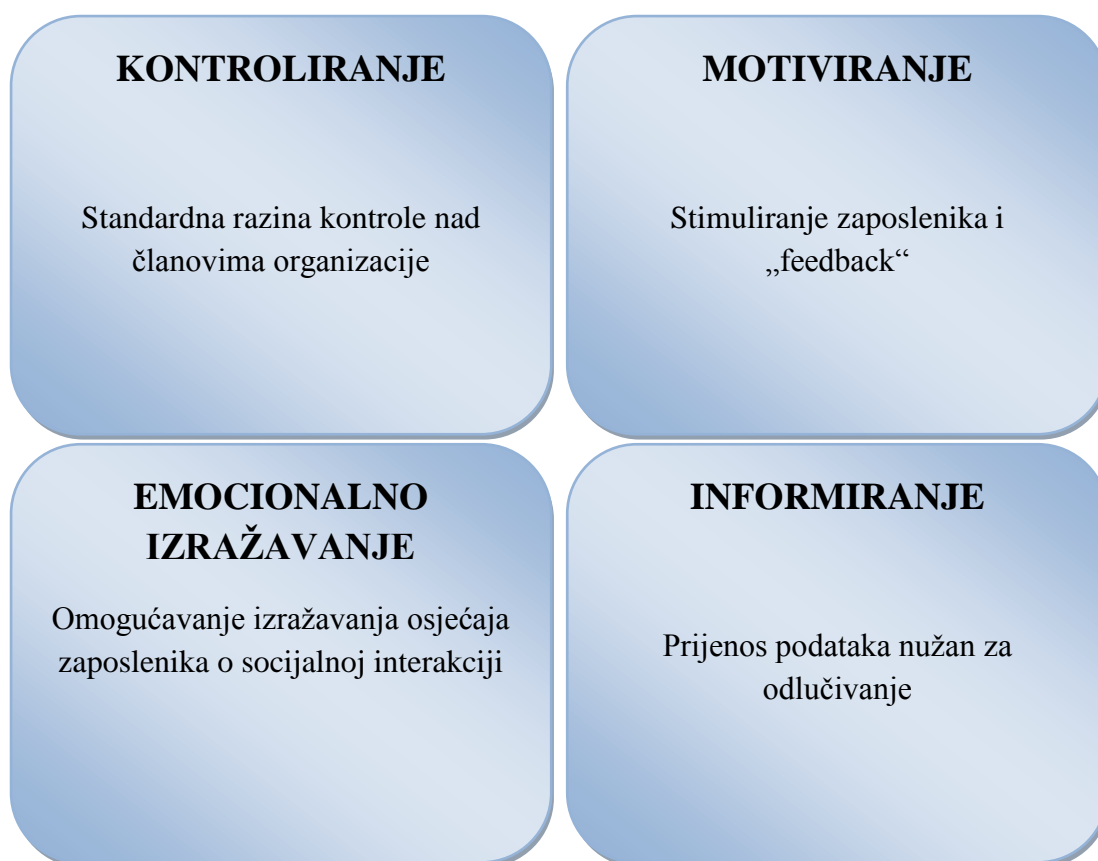 KONTROLIRANJE
Standardna razina kontrole nad
članovima organizacije
MOTIVIRANJE
Stimuliranje zaposlenika i
„feedback“
EMOCIONALNO
IZRAŽAVANJE
Omogućavanje izražavanja osjećaja
zaposlenika o socijalnoj interakciji
INFORMIRANJE
Prijenos podataka nužan za
odlučivanje